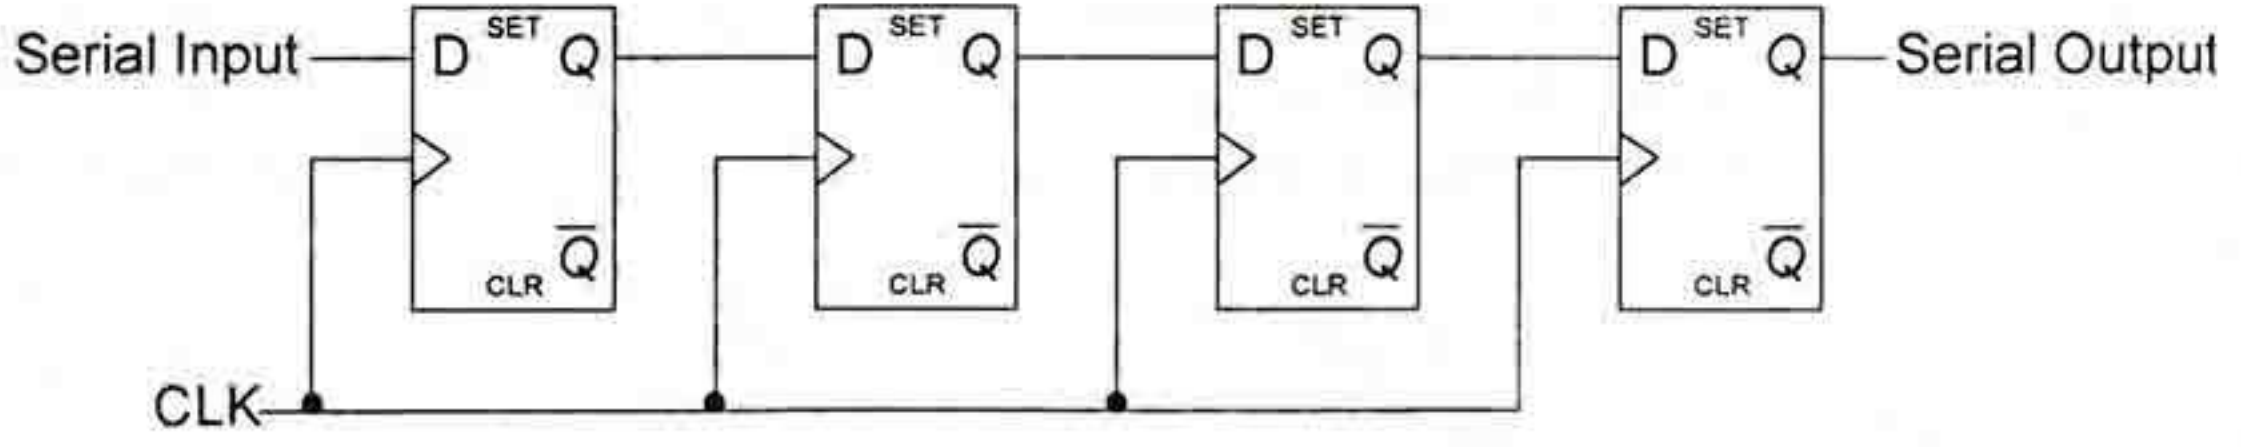 Serial Input D SET Q D SET Q D SET Q D SET Q Serial Output
Q̅ Q̅ Q̅ Q̅
CLR CLR CLR CLR
CLK